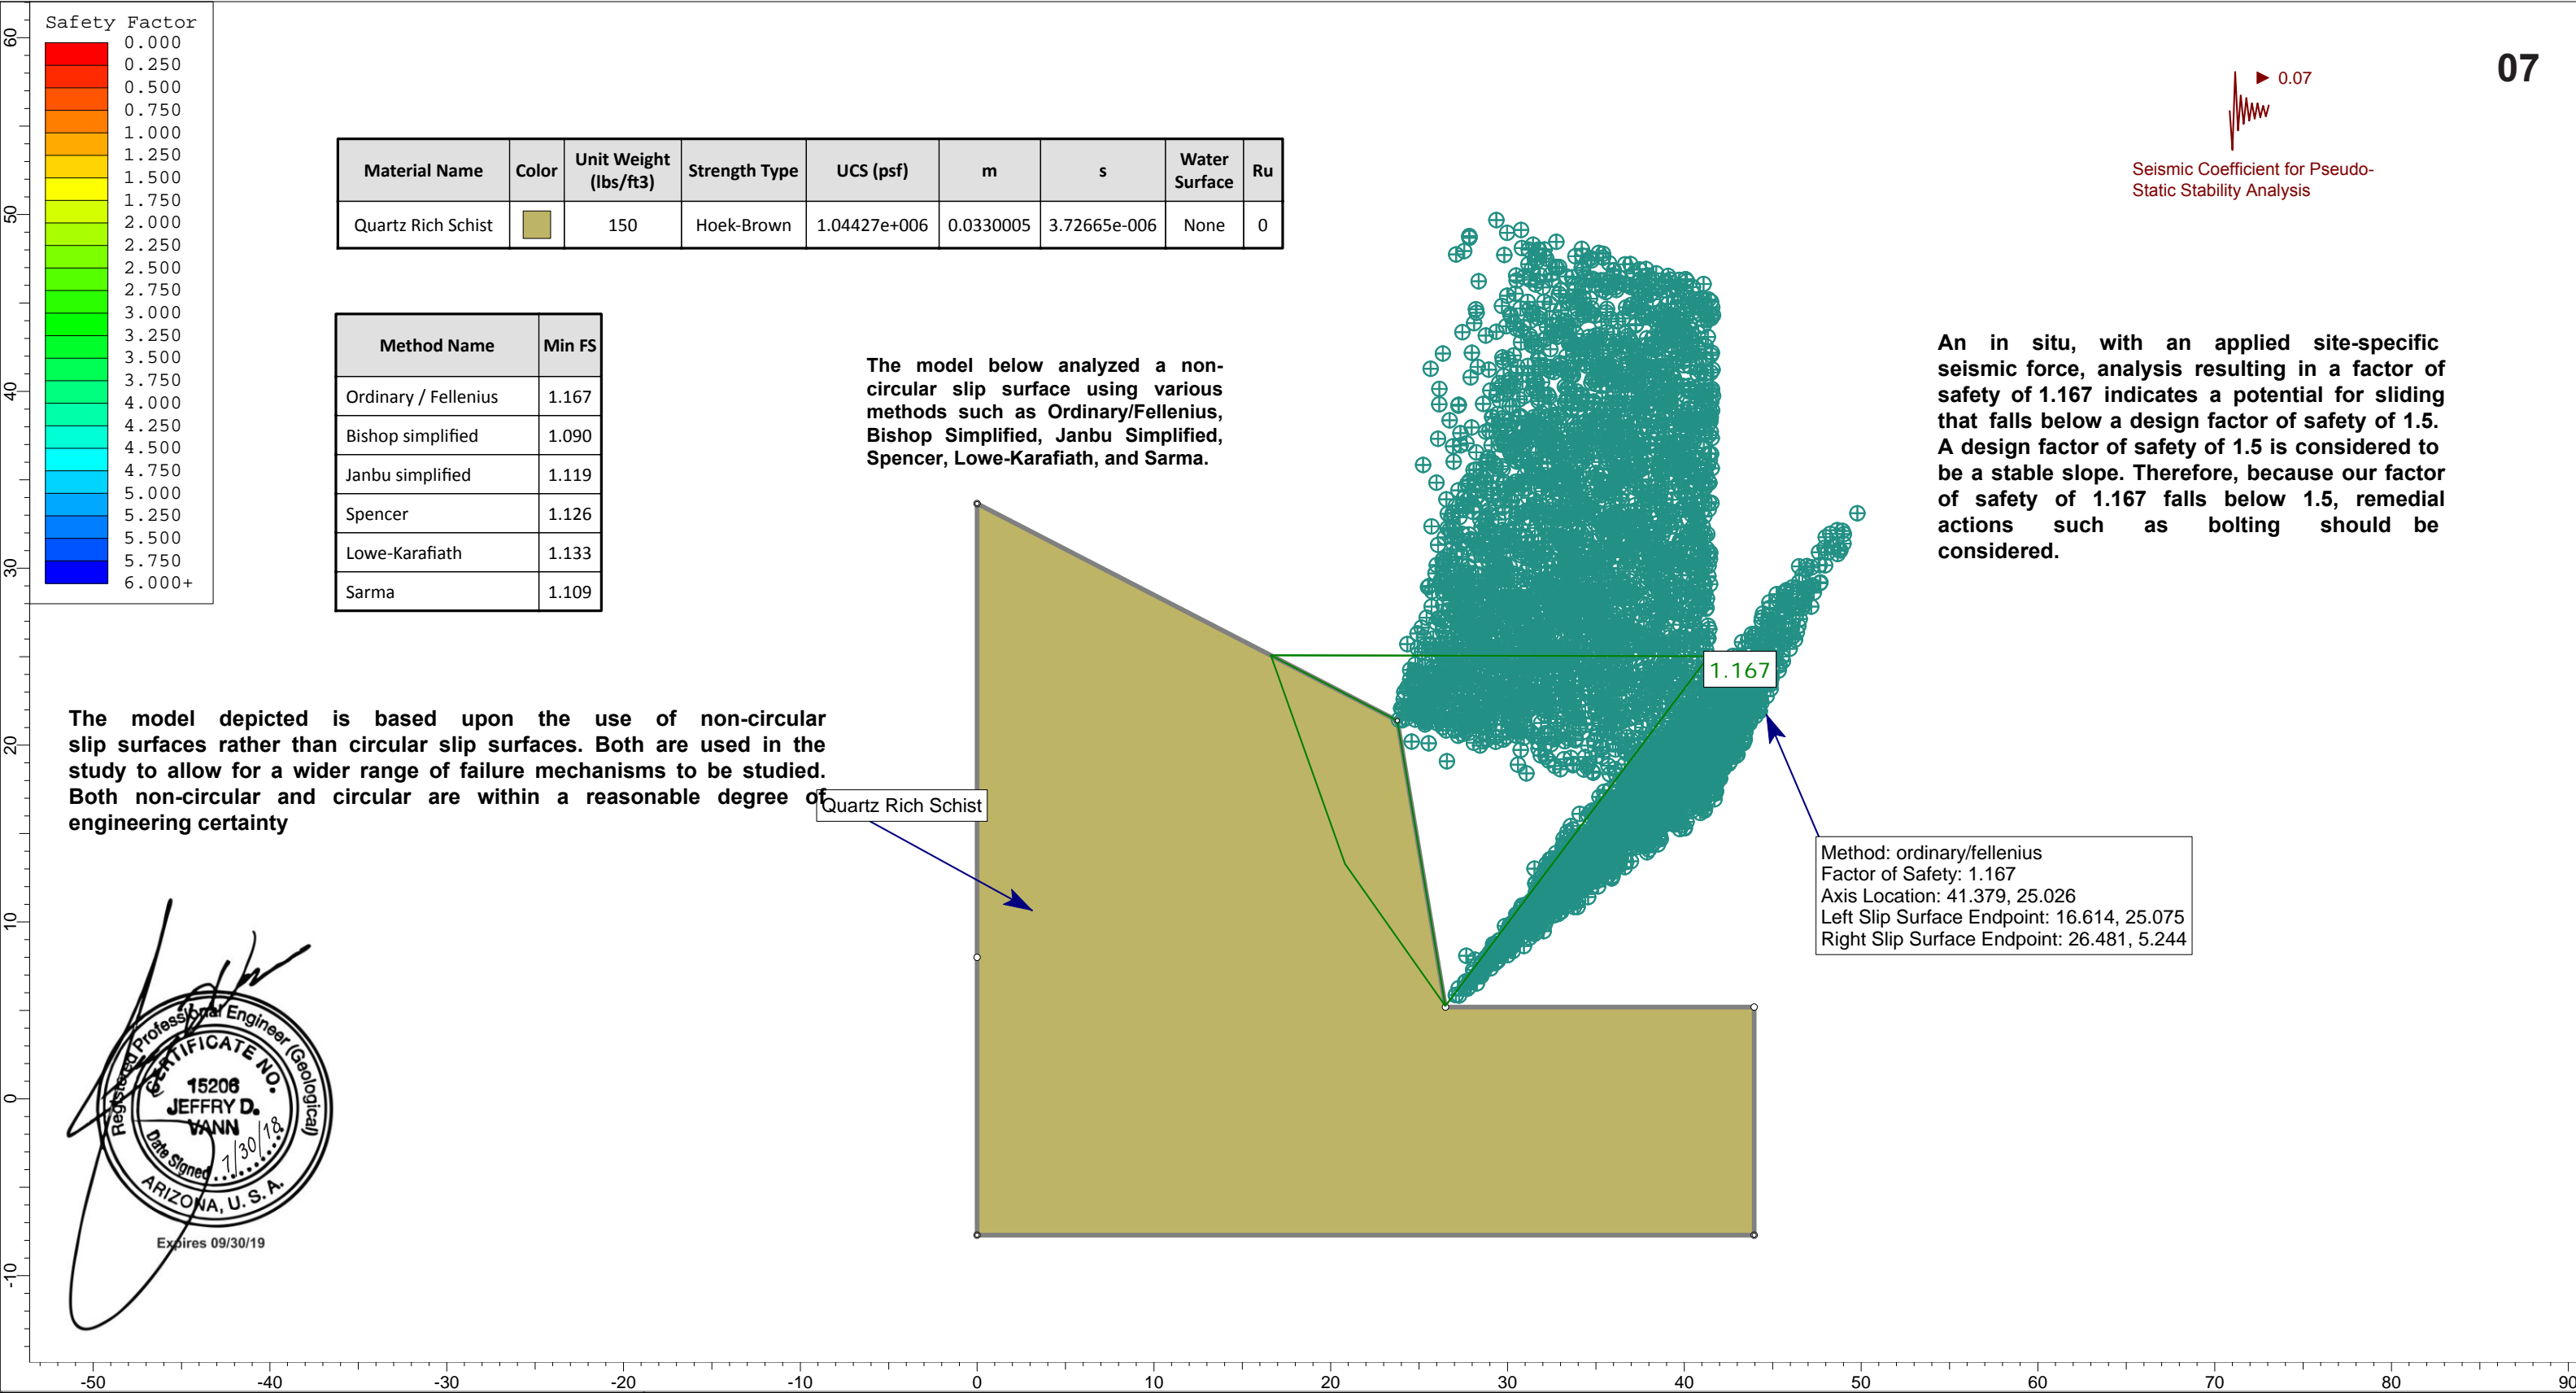 Safety Factor
0.000
0.250
0.500
0.750
1.000
1.250
1.500
1.750
2.000
2.250
2.500
2.750
3.000
3.250
3.500
3.750
4.000
4.250
4.500
4.750
5.000
5.250
5.500
5.750
6.000+
07
0.07
Seismic Coefficient for Pseudo-
Static Stability Analysis
Material Name Color Unit Weight (lbs/ft3) Strength Type UCS (psf) m s Water Surface Ru
Quartz Rich Schist 150 Hoek-Brown 1.04427e+006 0.0330005 3.72665e-006 None 0
Method Name Min FS
Ordinary / Fellenius 1.167
Bishop simplified 1.090
Janbu simplified 1.119
Spencer 1.126
Lowe-Karafiath 1.133
Sarma 1.109
The model below analyzed a non-
circular slip surface using various
methods such as Ordinary/Fellenius,
Bishop Simplified, Janbu Simplified,
Spencer, Lowe-Karafiath, and Sarma.
An in situ, with an applied site-specific
seismic force, analysis resulting in a factor of
safety of 1.167 indicates a potential for sliding
that falls below a design factor of safety of 1.5.
A design factor of safety of 1.5 is considered to
be a stable slope. Therefore, because our factor
of safety of 1.167 falls below 1.5, remedial
actions such as bolting should be
considered.
The model depicted is based upon the use of non-circular
slip surfaces rather than circular slip surfaces. Both are used in the
study to allow for a wider range of failure mechanisms to be studied.
Both non-circular and circular are within a reasonable degree of
engineering certainty
Quartz Rich Schist
1.167
Method: ordinary/fellenius
Factor of Safety: 1.167
Axis Location: 41.379, 25.026
Left Slip Surface Endpoint: 16.614, 25.075
Right Slip Surface Endpoint: 26.481, 5.244
Registered Professional Engineer (Geological)
CERTIFICATE NO.
15206
JEFFRY D.
VANN
Date Signed 7/30/18
ARIZONA, U.S.A.
Expires 09/30/19
60
50
40
30
20
10
0
-10
-50 -40 -30 -20 -10 0 10 20 30 40 50 60 70 80 90